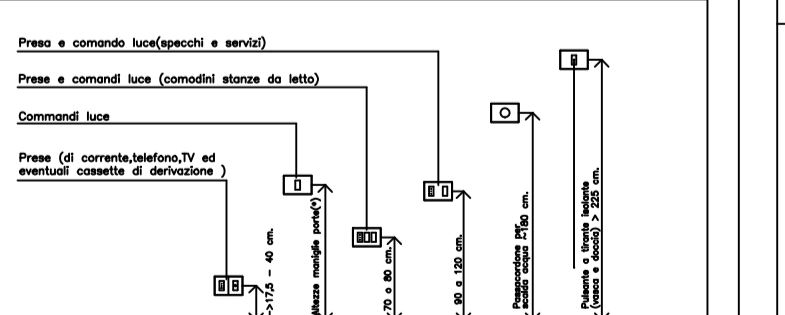 Presa e comando luce(specchi e servizi)
Prese e comandi luce (comodini stanze da letto)
Commandi luce
Prese (di corrente,telefono,TV ed
eventuali cassette di derivazione )
->17,5 - 40 cm.
Altezze maniglie porte(*)
70 a 80 cm.
90 a 120 cm.
Passacordone per
scalda acqua ~180 cm.
Pulsante a tirante isolante
(vasca e doccia) > 225 cm.